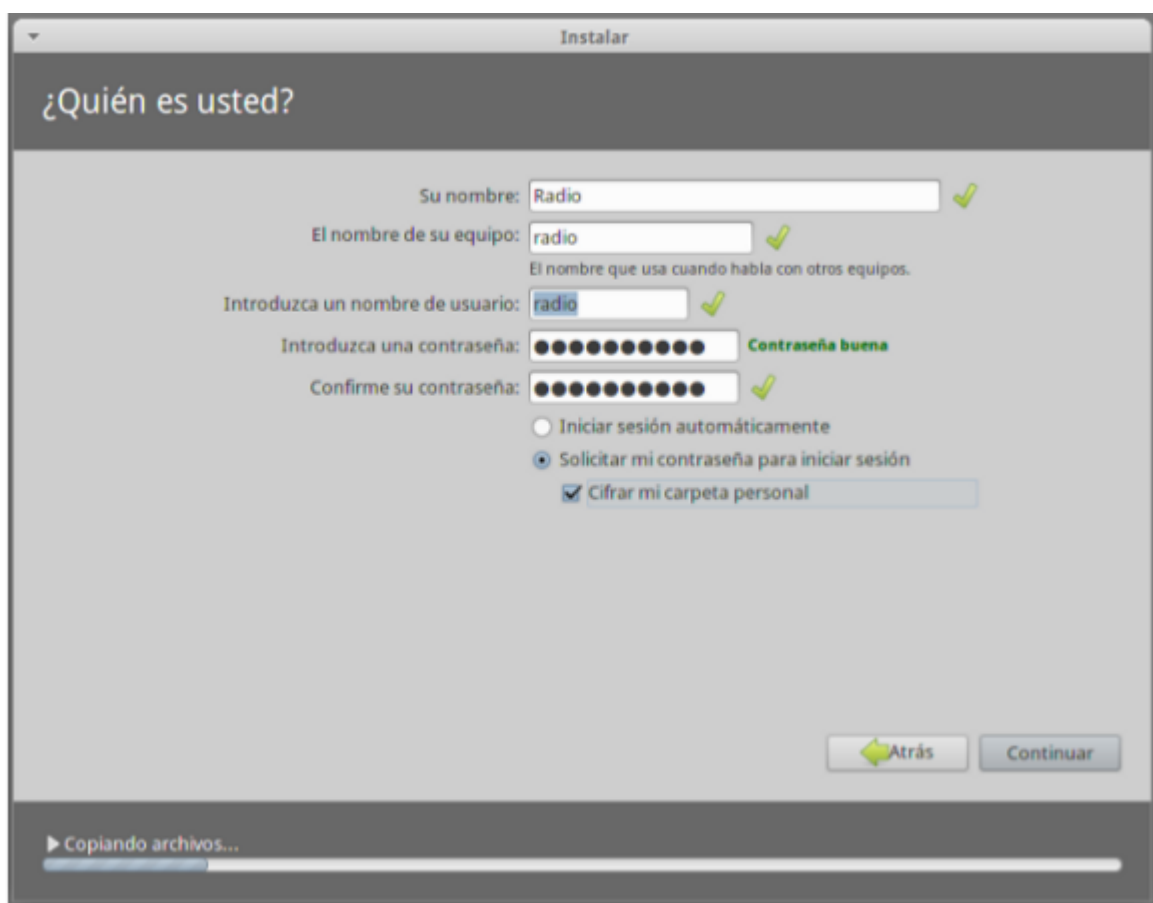 Instalar
¿Quién es usted?
Su nombre: Radio
El nombre de su equipo: radio
El nombre que usa cuando habla con otros equipos.
Introduzca un nombre de usuario: radio
Introduzca una contraseña: ●●●●●●●●●● Contraseña buena
Confirme su contraseña: ●●●●●●●●●●
Iniciar sesión automáticamente
Solicitar mi contraseña para iniciar sesión
Cifrar mi carpeta personal
Atrás Continuar
Copiando archivos...